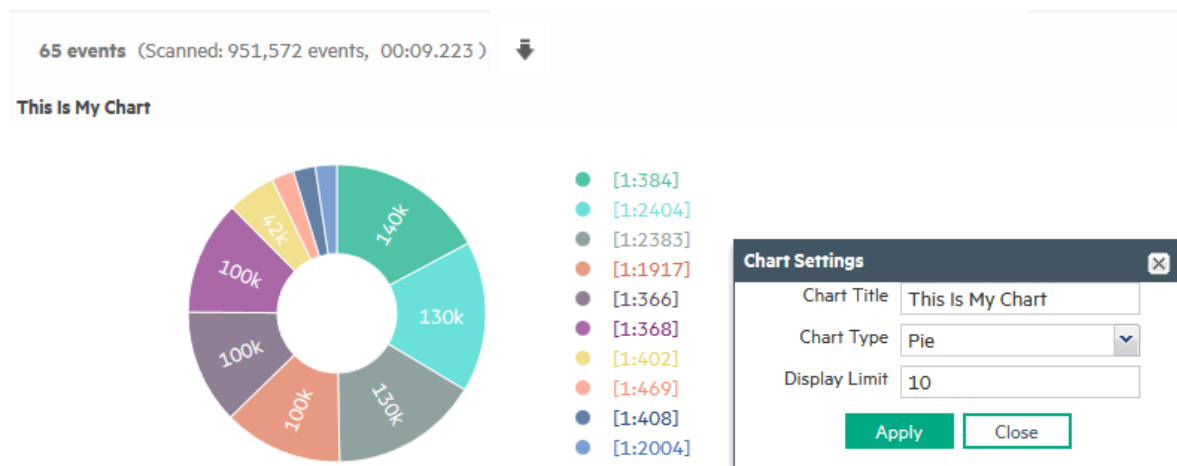 65 events (Scanned: 951,572 events, 00:09.223 )
This Is My Chart
140k
130k
130k
100k
100k
100k
42k
[1:384]
[1:2404]
[1:2383]
[1:1917]
[1:366]
[1:368]
[1:402]
[1:469]
[1:408]
[1:2004]
Chart Settings
Chart Title This Is My Chart
Chart Type Pie
Display Limit 10
Apply Close